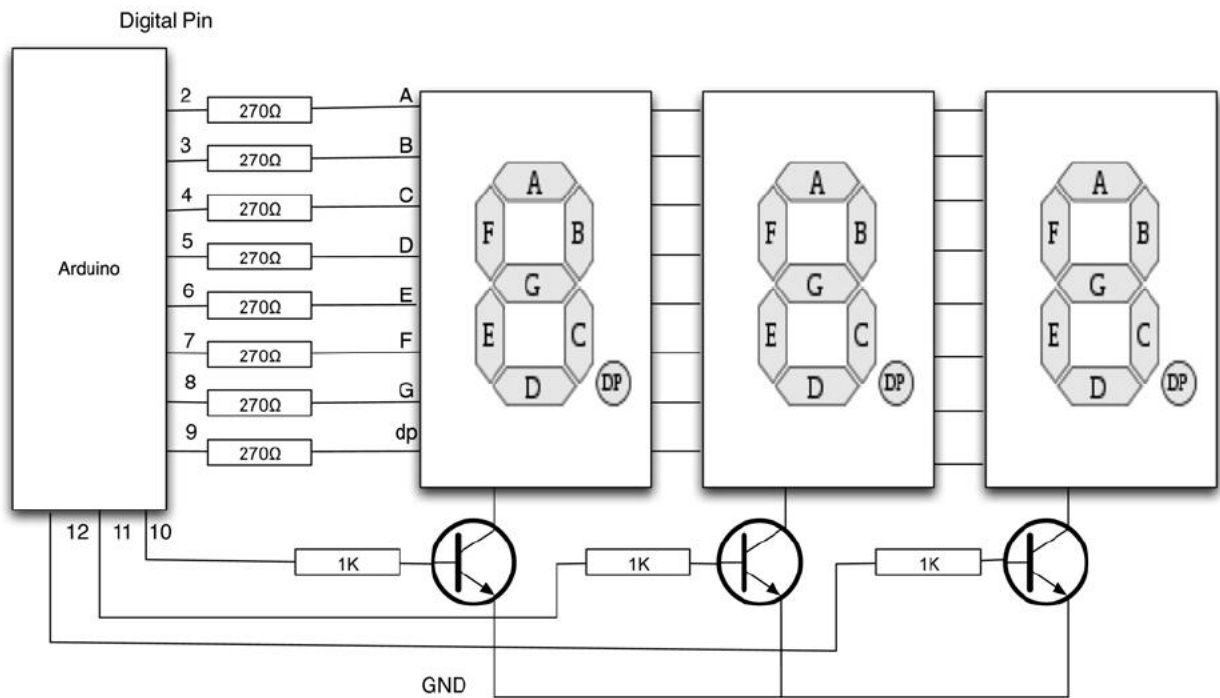 Digital Pin
2 270Ω A
3 270Ω B
4 270Ω C
5 270Ω D
6 270Ω E
7 270Ω F
8 270Ω G
9 270Ω dp
Arduino
A
F B
G
E C
D DP
A
F B
G
E C
D DP
A
F B
G
E C
D DP
12 11 10
1K 1K 1K
GND